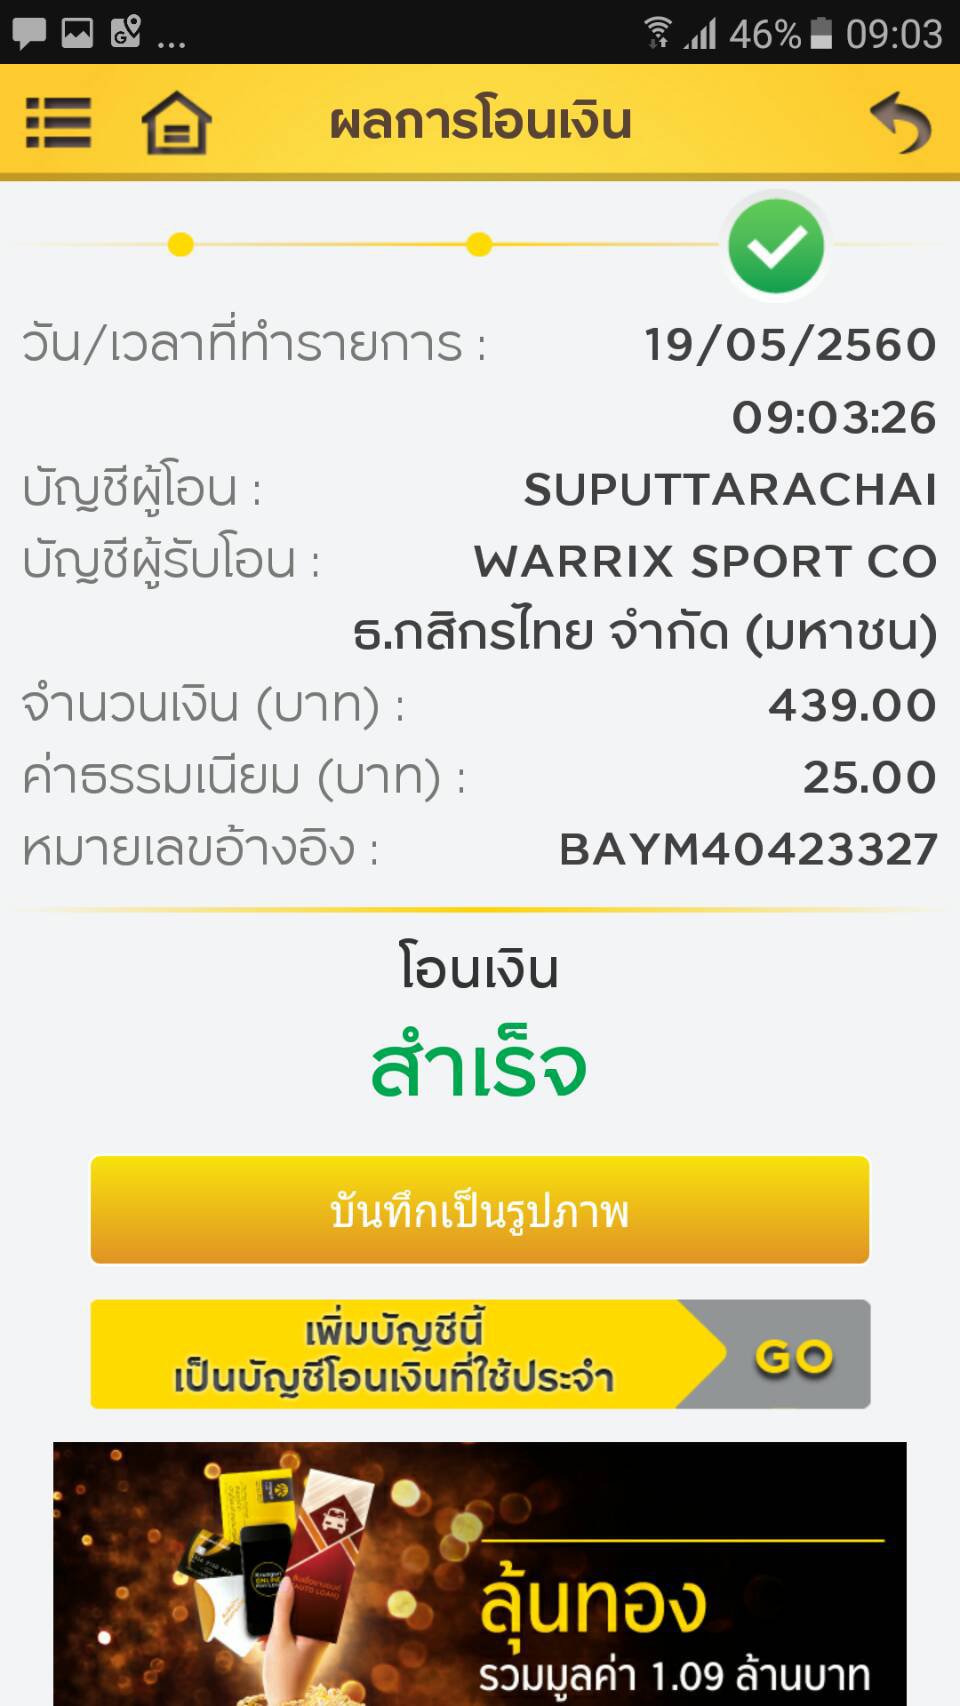 46% 09:03
ผลการโอนเงิน
วัน/เวลาที่ทำรายการ : 19/05/2560
09:03:26
บัญชีผู้โอน : SUPUTTARACHAI
บัญชีผู้รับโอน : WARRIX SPORT CO
ธ.กสิกรไทย จำกัด (มหาชน)
จำนวนเงิน (บาท) : 439.00
ค่าธรรมเนียม (บาท) : 25.00
หมายเลขอ้างอิง : BAYM40423327
โอนเงิน
สำเร็จ
บันทึกเป็นรูปภาพ
เพิ่มบัญชีนี้
เป็นบัญชีโอนเงินที่ใช้ประจำ
GO
ลุ้นทอง
รวมมูลค่า 1.09 ล้านบาท